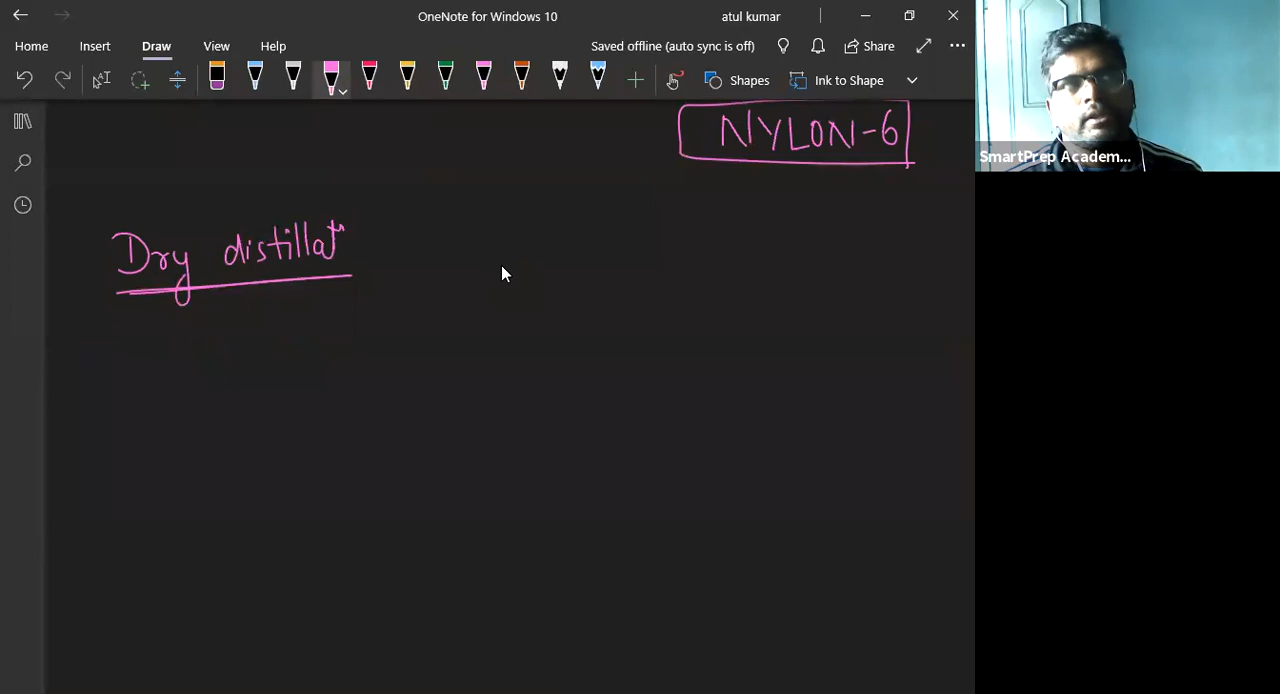 OneNote for Windows 10
atul kumar
Home Insert Draw View Help
Saved offline (auto sync is off)
Share
Shapes
Ink to Shape
SmartPrep Academ...
NYLON-6
Dry distillatn